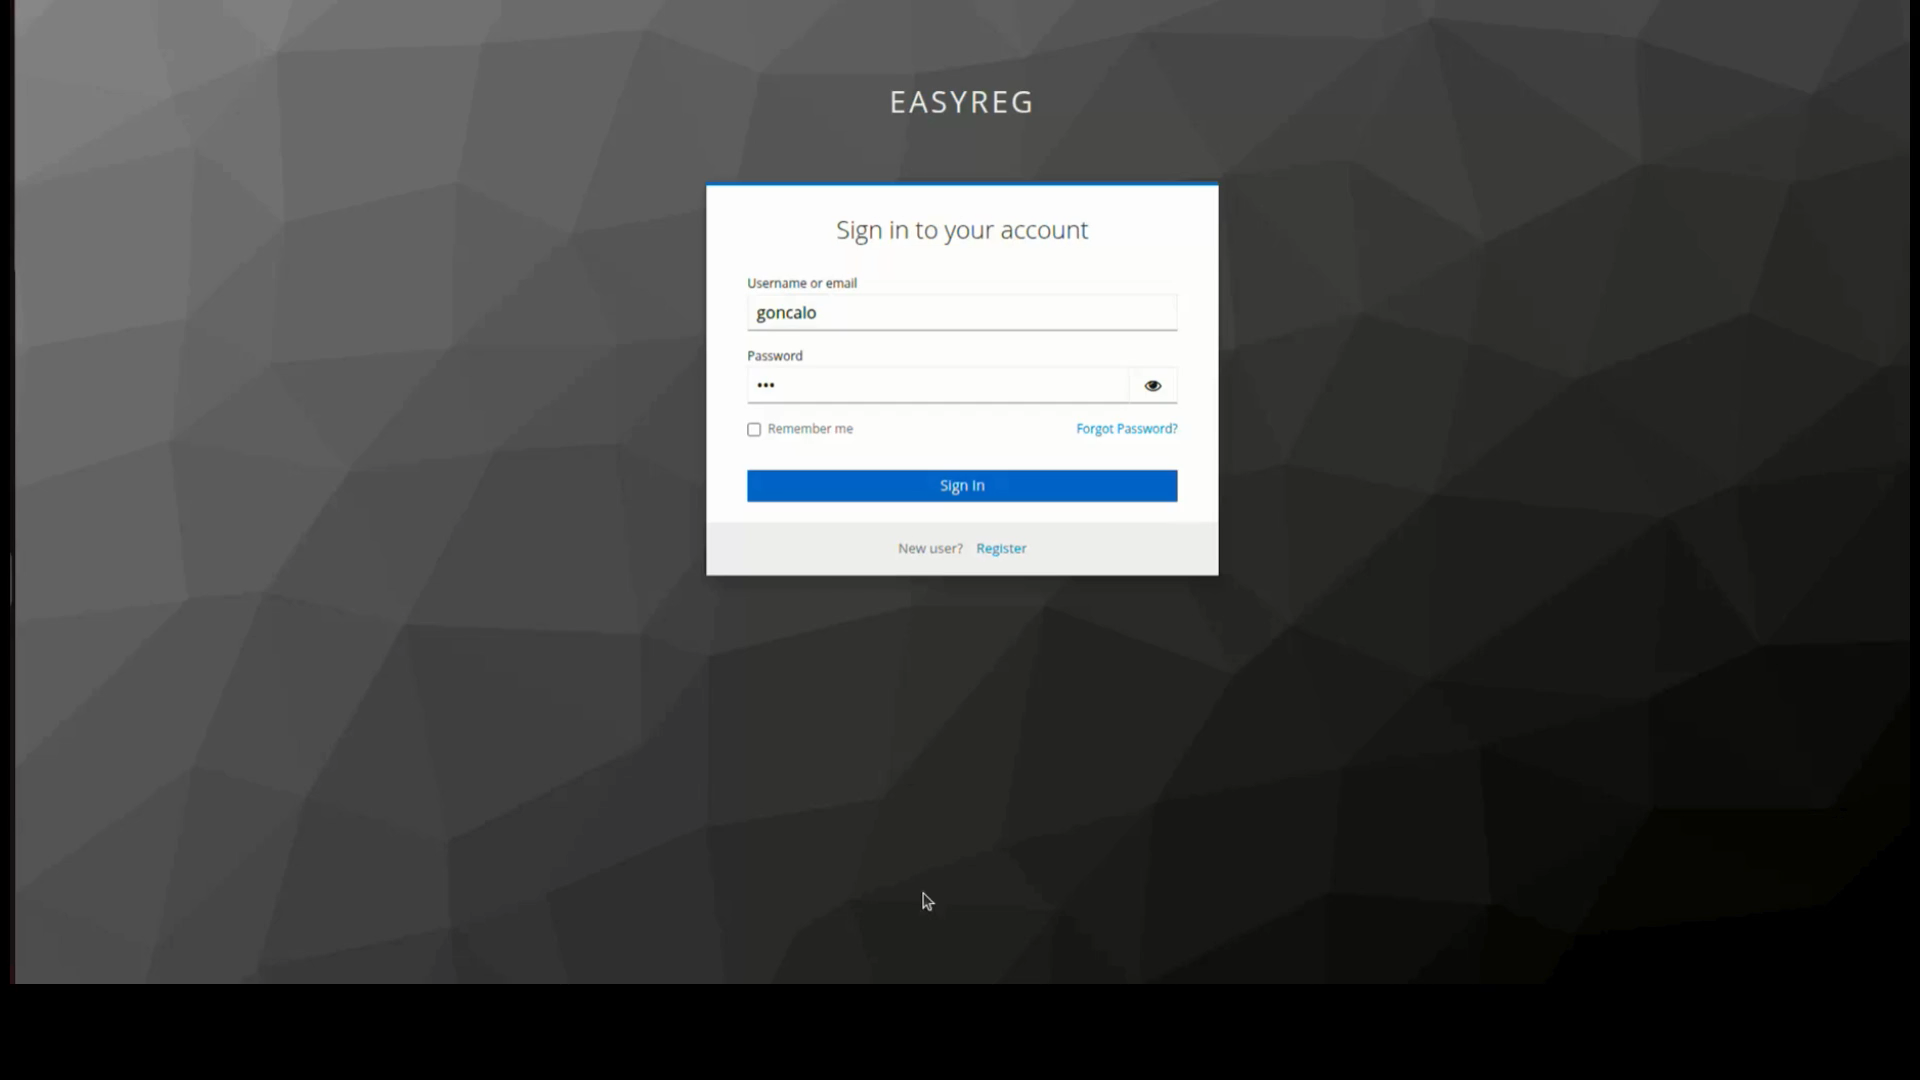 EASYREG
Sign in to your account
Username or email
goncalo
Password
•••
Remember me
Forgot Password?
Sign In
New user? Register